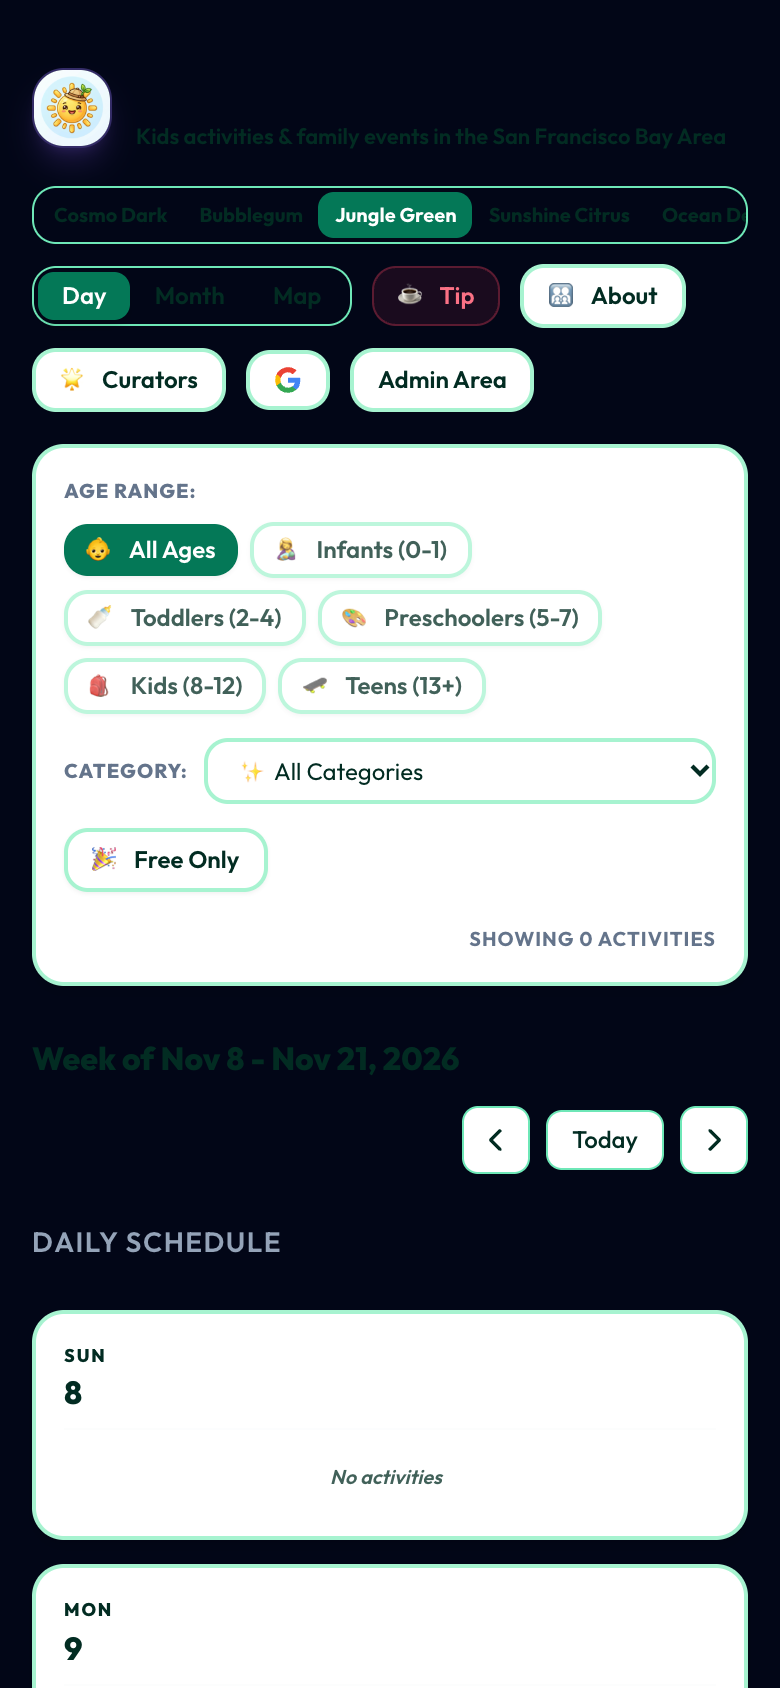 Kids activities & family events in the San Francisco Bay Area
Cosmo Dark Bubblegum Jungle Green Sunshine Citrus Ocean D
Day Month Map Tip About
Curators Admin Area
AGE RANGE:
All Ages Infants (0-1)
Toddlers (2-4) Preschoolers (5-7)
Kids (8-12) Teens (13+)
CATEGORY: All Categories
Free Only
SHOWING 0 ACTIVITIES
Week of Nov 8 - Nov 21, 2026
Today
DAILY SCHEDULE
SUN
8
No activities
MON
9